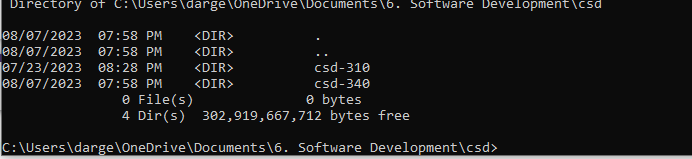 Directory of C:\Users\darge\OneDrive\Documents\6. Software Development\csd
08/07/2023  07:58 PM    <DIR>          .
08/07/2023  07:58 PM    <DIR>          ..
07/23/2023  08:28 PM    <DIR>          csd-310
08/07/2023  07:58 PM    <DIR>          csd-340
0 File(s)              0 bytes
4 Dir(s)  302,919,667,712 bytes free
C:\Users\darge\OneDrive\Documents\6. Software Development\csd>